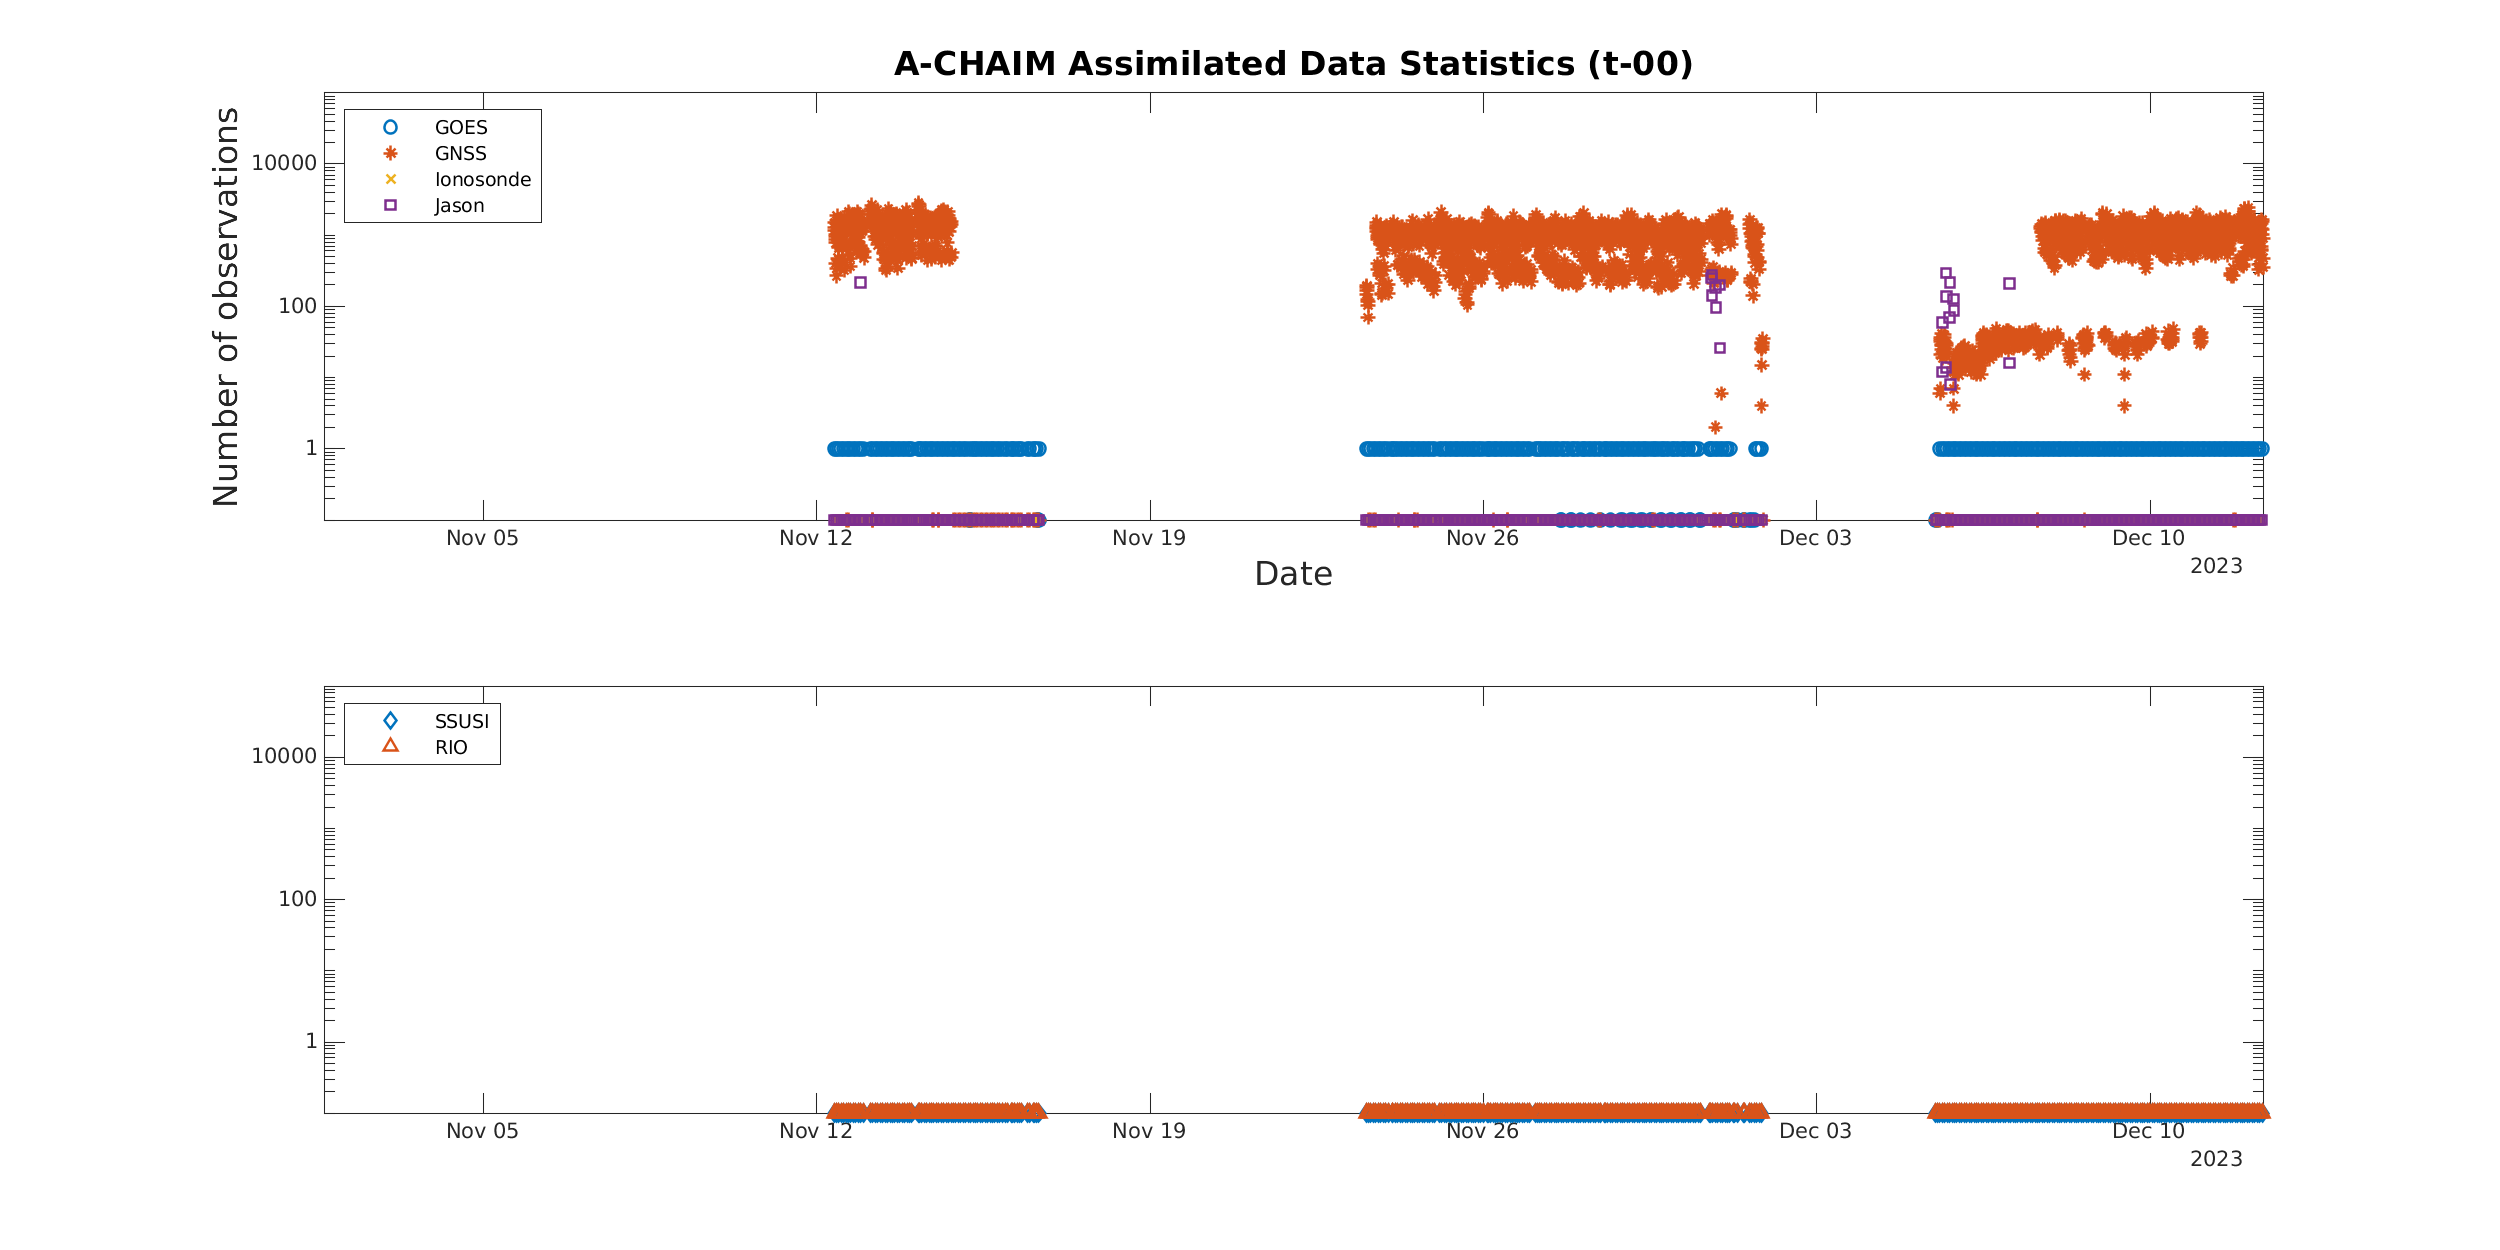 A-CHAIM Assimilated Data Statistics (t-00)
GOES
GNSS
Ionosonde
Jason
10000
100
1
Number of observations
Nov 05 Nov 12 Nov 19 Nov 26 Dec 03 Dec 10
2023
Date
SSUSI
RIO
10000
100
1
Nov 05 Nov 12 Nov 19 Nov 26 Dec 03 Dec 10
2023